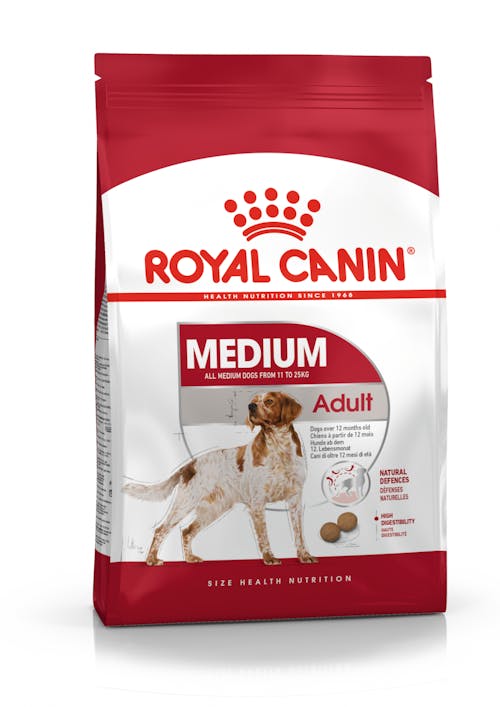 ROYAL CANIN®
HEALTH NUTRITION SINCE 1968
MEDIUM
ALL MEDIUM DOGS FROM 11 TO 25KG
Adult
Dogs over 12 months old
Chiens à partir de 12 mois
Hunde ab dem
12. Lebensmonat
Cani di oltre 12 mesi di età
NATURAL
DEFENCES
DÉFENSES
NATURELLES
HIGH
DIGESTIBILITY
HAUTE
DIGESTIBILITÉ
SIZE HEALTH NUTRITION